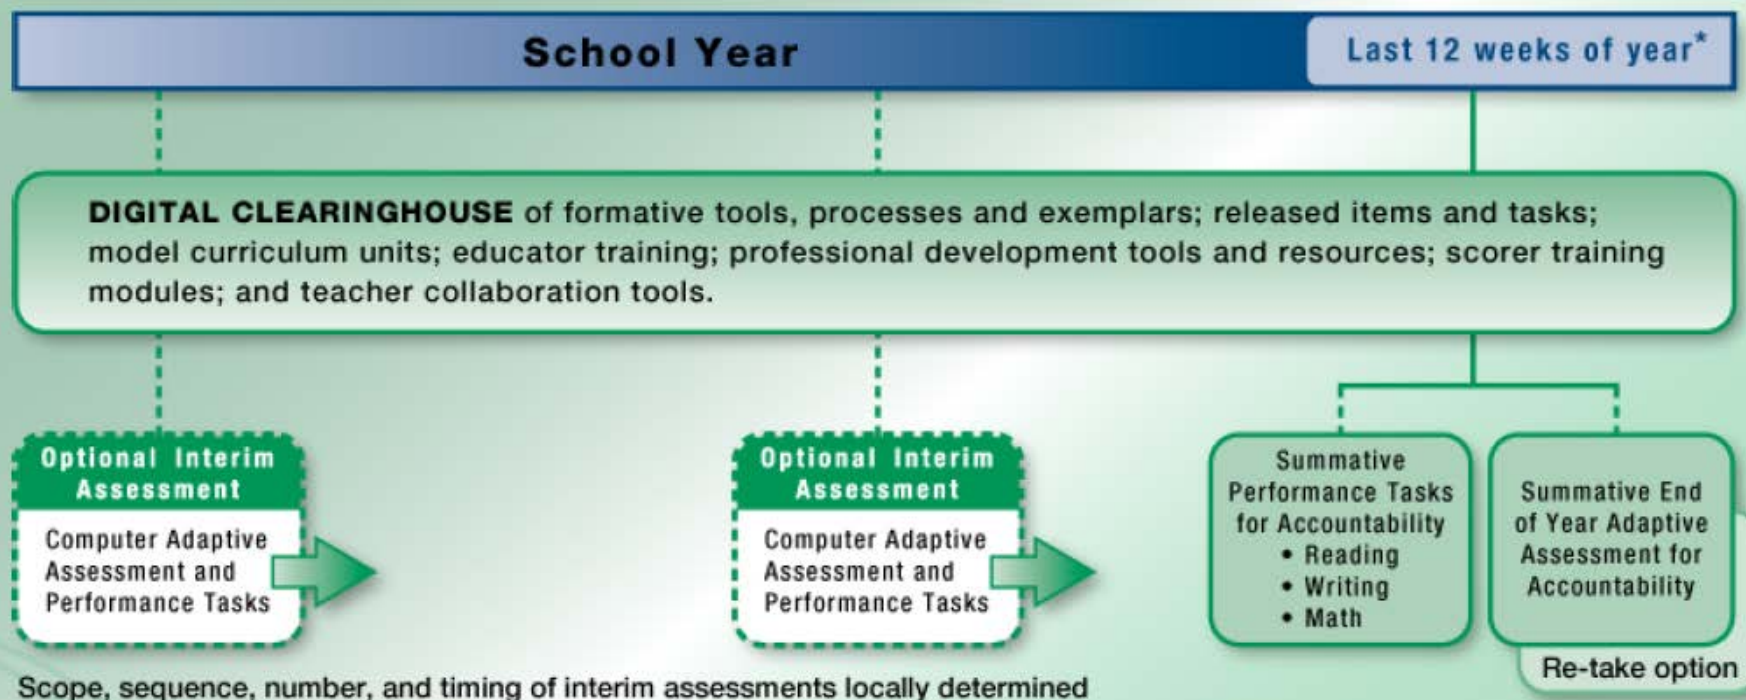 School Year
Last 12 weeks of year*
DIGITAL CLEARINGHOUSE of formative tools, processes and exemplars; released items and tasks;
model curriculum units; educator training; professional development tools and resources; scorer training
modules; and teacher collaboration tools.
Optional Interim
Assessment
Computer Adaptive
Assessment and
Performance Tasks
Optional Interim
Assessment
Computer Adaptive
Assessment and
Performance Tasks
Summative
Performance Tasks
for Accountability
• Reading
• Writing
• Math
Summative End
of Year Adaptive
Assessment for
Accountability
Re-take option
Scope, sequence, number, and timing of interim assessments locally determined